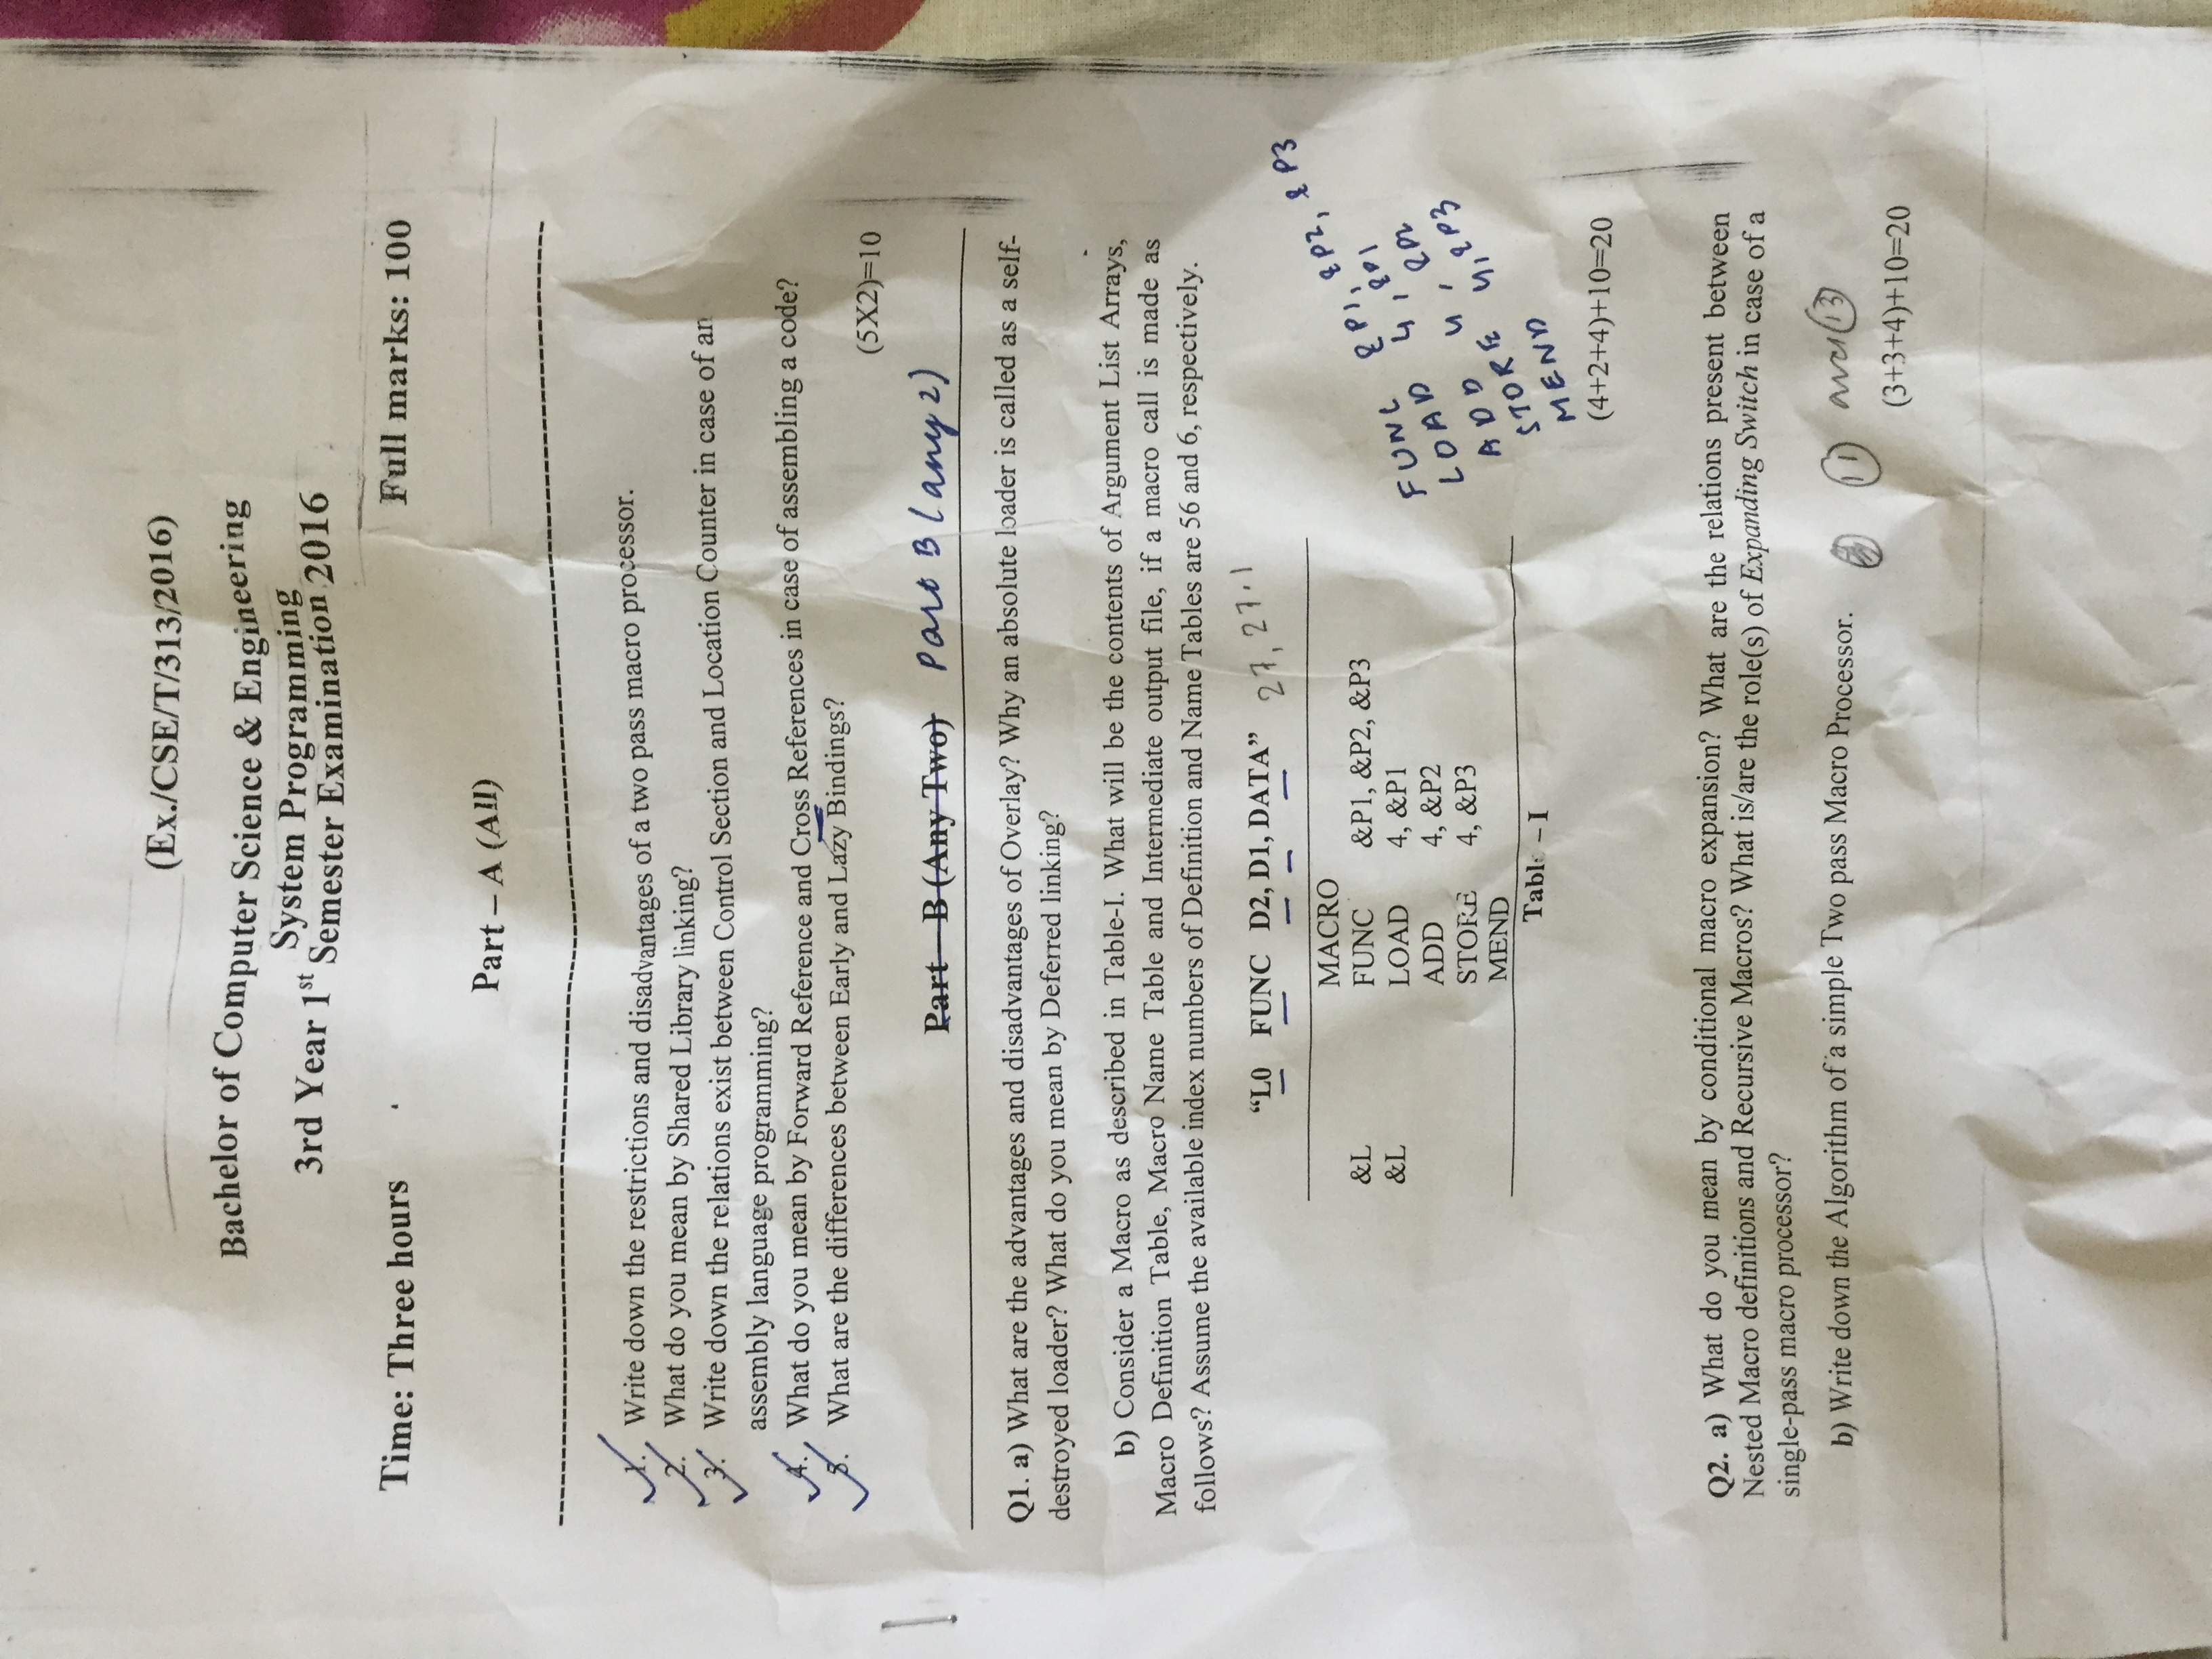 (Ex./CSE/T/313/2016)
Bachelor of Computer Science & Engineering
System Programming
3rd Year 1st Semester Examination 2016
Time: Three hours
Full marks: 100
Part – A (All)
1. Write down the restrictions and disadvantages of a two pass macro processor.
2. What do you mean by Shared Library linking?
3. Write down the relations exist between Control Section and Location Counter in case of an
assembly language programming?
4. What do you mean by Forward Reference and Cross References in case of assembling a code?
5. What are the differences between Early and Lazy Bindings?
(5X2)=10
Part – B (Any Two) Part B (any 2)
Q1. a) What are the advantages and disadvantages of Overlay? Why an absolute loader is called as a self-
destroyed loader? What do you mean by Deferred linking?
b) Consider a Macro as described in Table-I. What will be the contents of Argument List Arrays,
Macro Definition Table, Macro Name Table and Intermediate output file, if a macro call is made as
follows? Assume the available index numbers of Definition and Name Tables are 56 and 6, respectively.
“L0 FUNC D2, D1, DATA” 27, 27.1
MACRO
&L FUNC &P1, &P2, &P3
&L LOAD 4, &P1
ADD 4, &P2
STORE 4, &P3
MEND
Tabl – I
FUNC &P1, &P2, &P3
LOAD 4, &P1
ADD 4, &P2
STORE 4, &P3
MEND
(4+2+4)+10=20
Q2. a) What do you mean by conditional macro expansion? What are the relations present between
Nested Macro definitions and Recursive Macros? What is/are the role(s) of Expanding Switch in case of a
single-pass macro processor?
b) Write down the Algorithm of a simple Two pass Macro Processor. 11 13
(3+3+4)+10=20